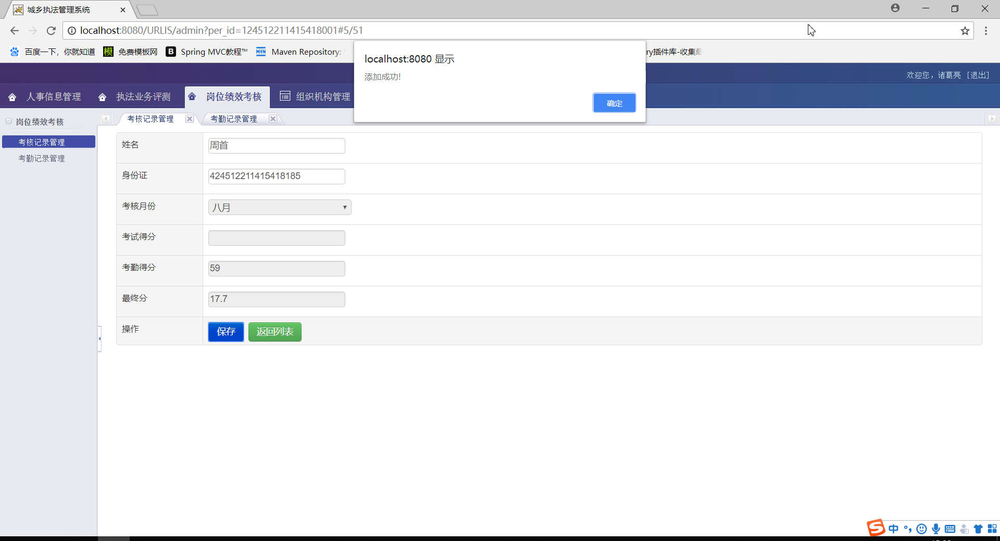 城乡执法管理系统
localhost:8080/URLIS/admin?per_id=124512211415418001#5/51
百度一下，你就知道
模 免费模板网
B Spring MVC教程™
MVN Maven Repository:
ry插件库-收集
localhost:8080 显示
添加成功!
确定
欢迎您，诸葛亮 [退出]
人事信息管理
执法业务评测
岗位绩效考核
组织机构管理
岗位绩效考核
考核记录管理
考勤记录管理
考核记录管理
考勤记录管理
姓名 周首
身份证 424512211415418185
考核月份 八月
考试得分
考勤得分 59
最终分 17.7
操作 保存 返回列表
S 中